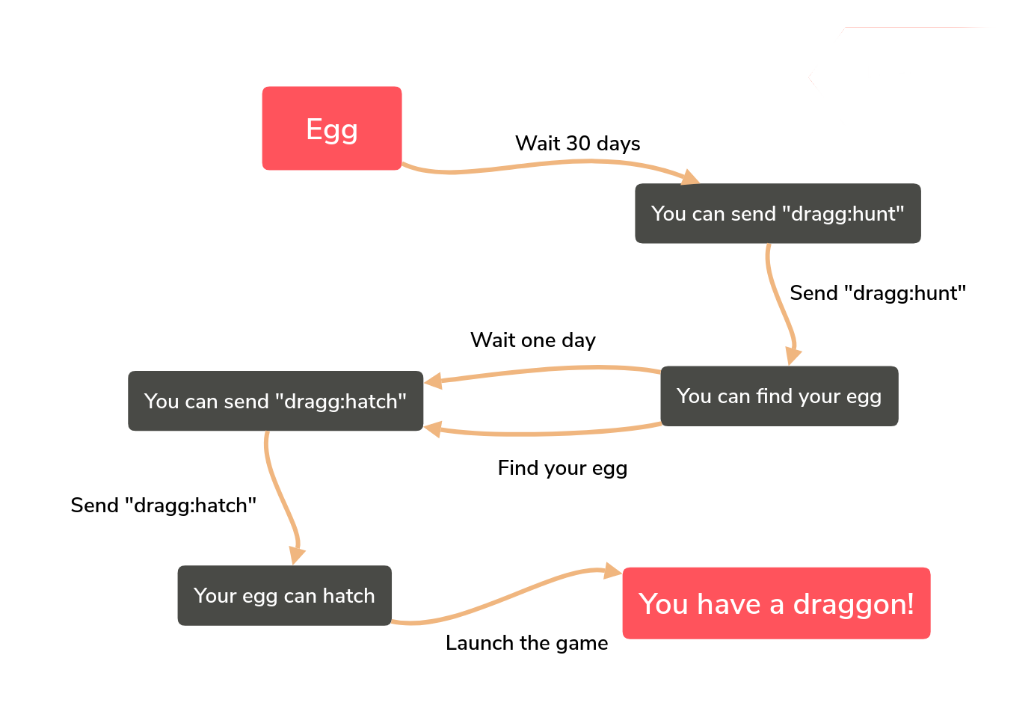 Egg
Wait 30 days
You can send "dragg:hunt"
Send "dragg:hunt"
Wait one day
You can find your egg
You can send "dragg:hatch"
Find your egg
Send "dragg:hatch"
Your egg can hatch
You have a draggon!
Launch the game